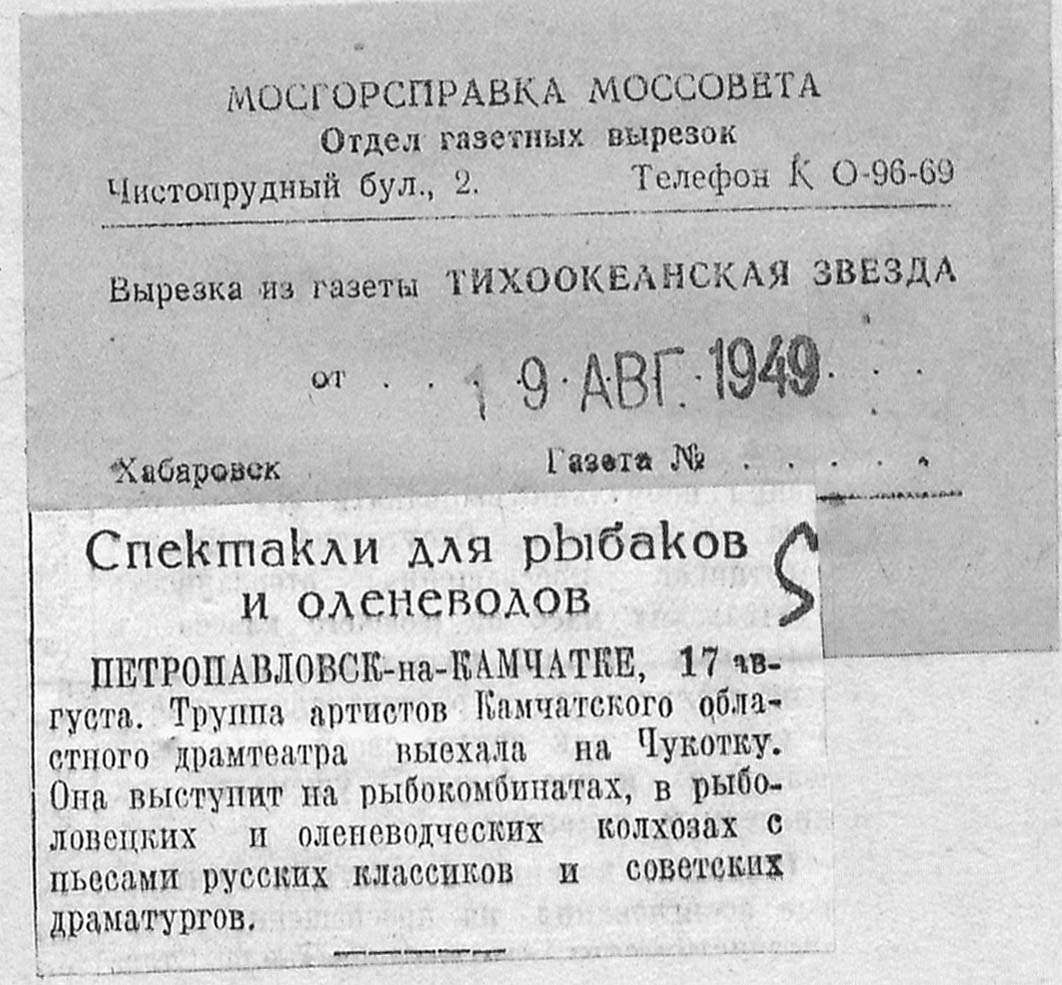 МОСГОРСПРАВКА МОССОВЕТА
Отдел газетных вырезок
Чистопрудный бул., 2. Телефон К 0-96-69
Вырезка из газеты ТИХООКЕАНСКАЯ ЗВЕЗДА
от . . 19 АВГ. 1949 . . .
Хабаровск Газета № . . . . .
Спектакли для рыбаков
и оленеводов
ПЕТРОПАВЛОВСК-на-КАМЧАТКЕ, 17 ав-
густа. Труппа артистов Камчатского обла-
стного драмтеатра выехала на Чукотку.
Она выступит на рыбокомбинатах, в рыбо-
ловецких и оленеводческих колхозах с
пьесами русских классиков и советских
драматургов.